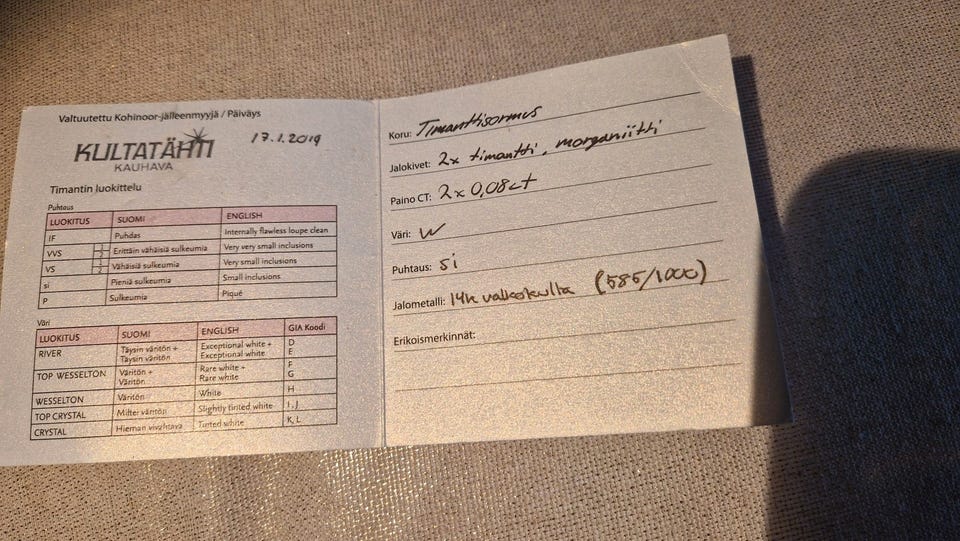 Valtuutettu Kohinoor-jälleenmyyjä / Päiväys
KULTATÄHTI
KAUHAVA
17.1.2019
Timantin luokittelu
Puhtaus
LUOKITUS SUOMI ENGLISH
IF Puhdas Internally flawless loupe clean
VVS 1 2 Erittäin vähäisiä sulkeumia Very very small inclusions
VS 1 2 Vähäisiä sulkeumia Very small inclusions
si Pieniä sulkeumia Small inclusions
P Sulkeumia Piqué
Väri
LUOKITUS SUOMI ENGLISH GIA Koodi
RIVER Täysin väritön + Exceptional white + D
Täysin väritön Exceptional white E
TOP WESSELTON Väritön + Rare white + F
Väritön Rare white G
WESSELTON Väritön White H
TOP CRYSTAL Miltei väritön Slightly tinted white I, J
CRYSTAL Hieman vivahtava Tinted white K, L
Koru: Timanttisormus
Jalokivet: 2x timantti, morganiitti
Paino CT: 2x 0,08ct
Väri: W
Puhtaus: si
Jalometalli: 14k valkokulta (585/1000)
Erikoismerkinnät: